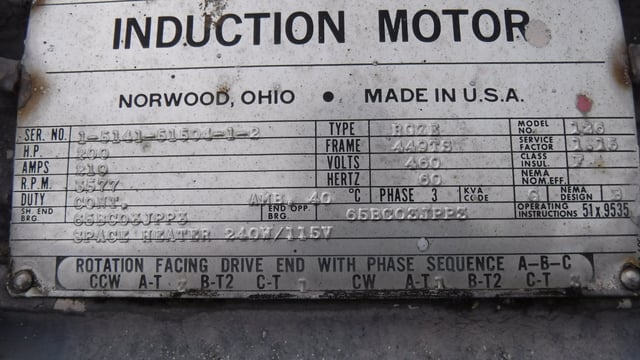 INDUCTION MOTOR
NORWOOD, OHIO • MADE IN U.S.A.
SER. NO. 1-5141-51504-1-2 TYPE RGZE MODEL NO. 126
H.P. 200 FRAME 449TS SERVICE FACTOR 1.15
AMPS 210 VOLTS 460 CLASS INSUL. F
R.P.M. 3577 HERTZ 60 NEMA NOM.EFF.
DUTY CONT. AMB. 40 °C PHASE 3 KVA CODE NEMA DESIGN B
SH. END BRG. 65BC03JPP3 END OPP. BRG. 65BC03JPP3 OPERATING INSTRUCTIONS 51x9535
SPACE HEATER 240W/115V
ROTATION FACING DRIVE END WITH PHASE SEQUENCE A-B-C
CCW A-T B-T2 C-T CW A-T B-T2 C-T